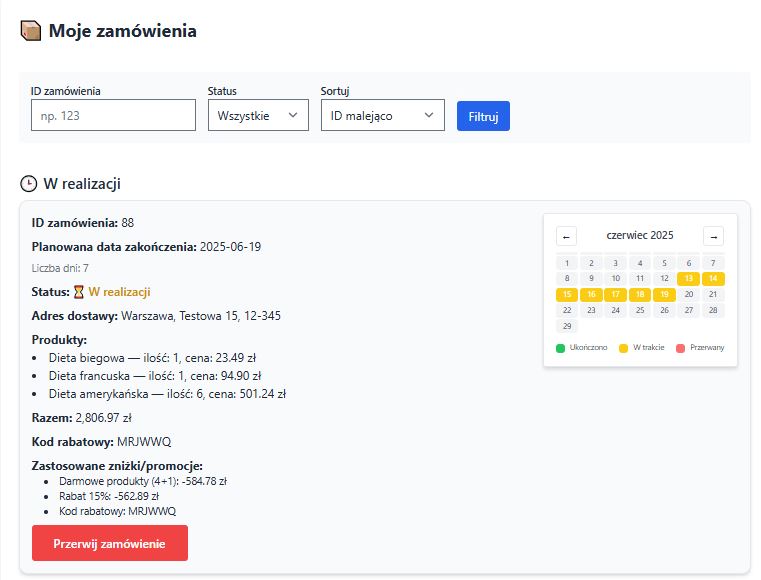 Moje zamówienia
ID zamówienia Status Sortuj
np. 123 Wszystkie ID malejąco Filtruj
W realizacji
ID zamówienia: 88
Planowana data zakończenia: 2025-06-19
Liczba dni: 7
Status: W realizacji
Adres dostawy: Warszawa, Testowa 15, 12-345
Produkty:
• Dieta biegowa — ilość: 1, cena: 23.49 zł
• Dieta francuska — ilość: 1, cena: 94.90 zł
• Dieta amerykańska — ilość: 6, cena: 501.24 zł
Razem: 2,806.97 zł
Kod rabatowy: MRJWWQ
Zastosowane zniżki/promocje:
• Darmowe produkty (4+1): -584.78 zł
• Rabat 15%: -562.89 zł
• Kod rabatowy: MRJWWQ
Przerwij zamówienie
← czerwiec 2025 →
1 2 3 4 5 6 7
8 9 10 11 12 13 14
15 16 17 18 19 20 21
22 23 24 25 26 27 28
29
Ukończono W trakcie Przerwany